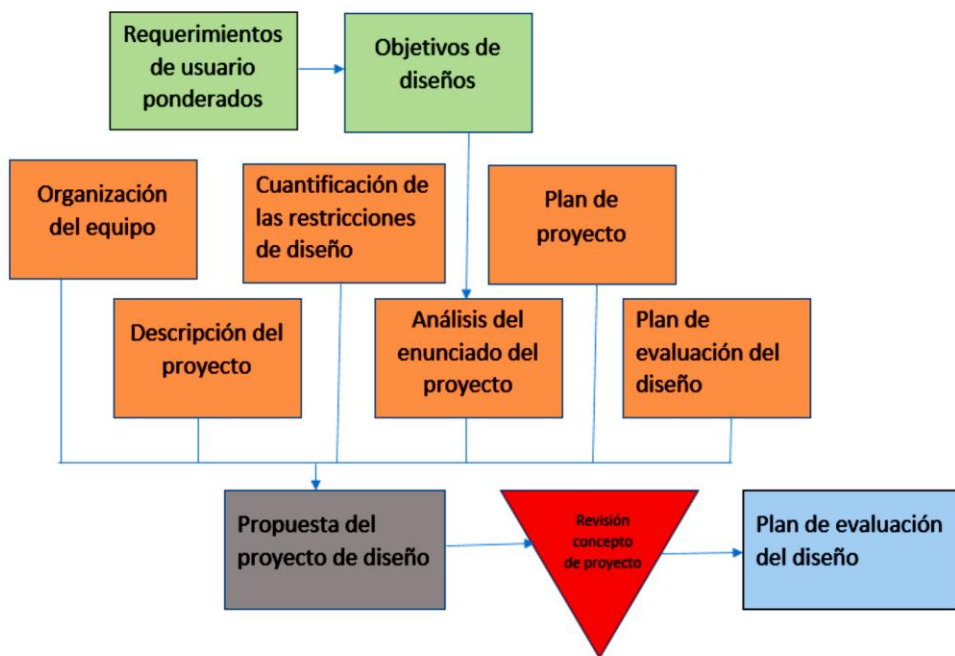 Requerimientos
de usuario
ponderados
Objetivos de
diseños
Organización
del equipo
Cuantificación de
las restricciones
de diseño
Plan de
proyecto
Descripción del
proyecto
Análisis del
enunciado del
proyecto
Plan de
evaluación del
diseño
Propuesta del
proyecto de diseño
Revisión
concepto
de proyecto
Plan de evaluación
del diseño